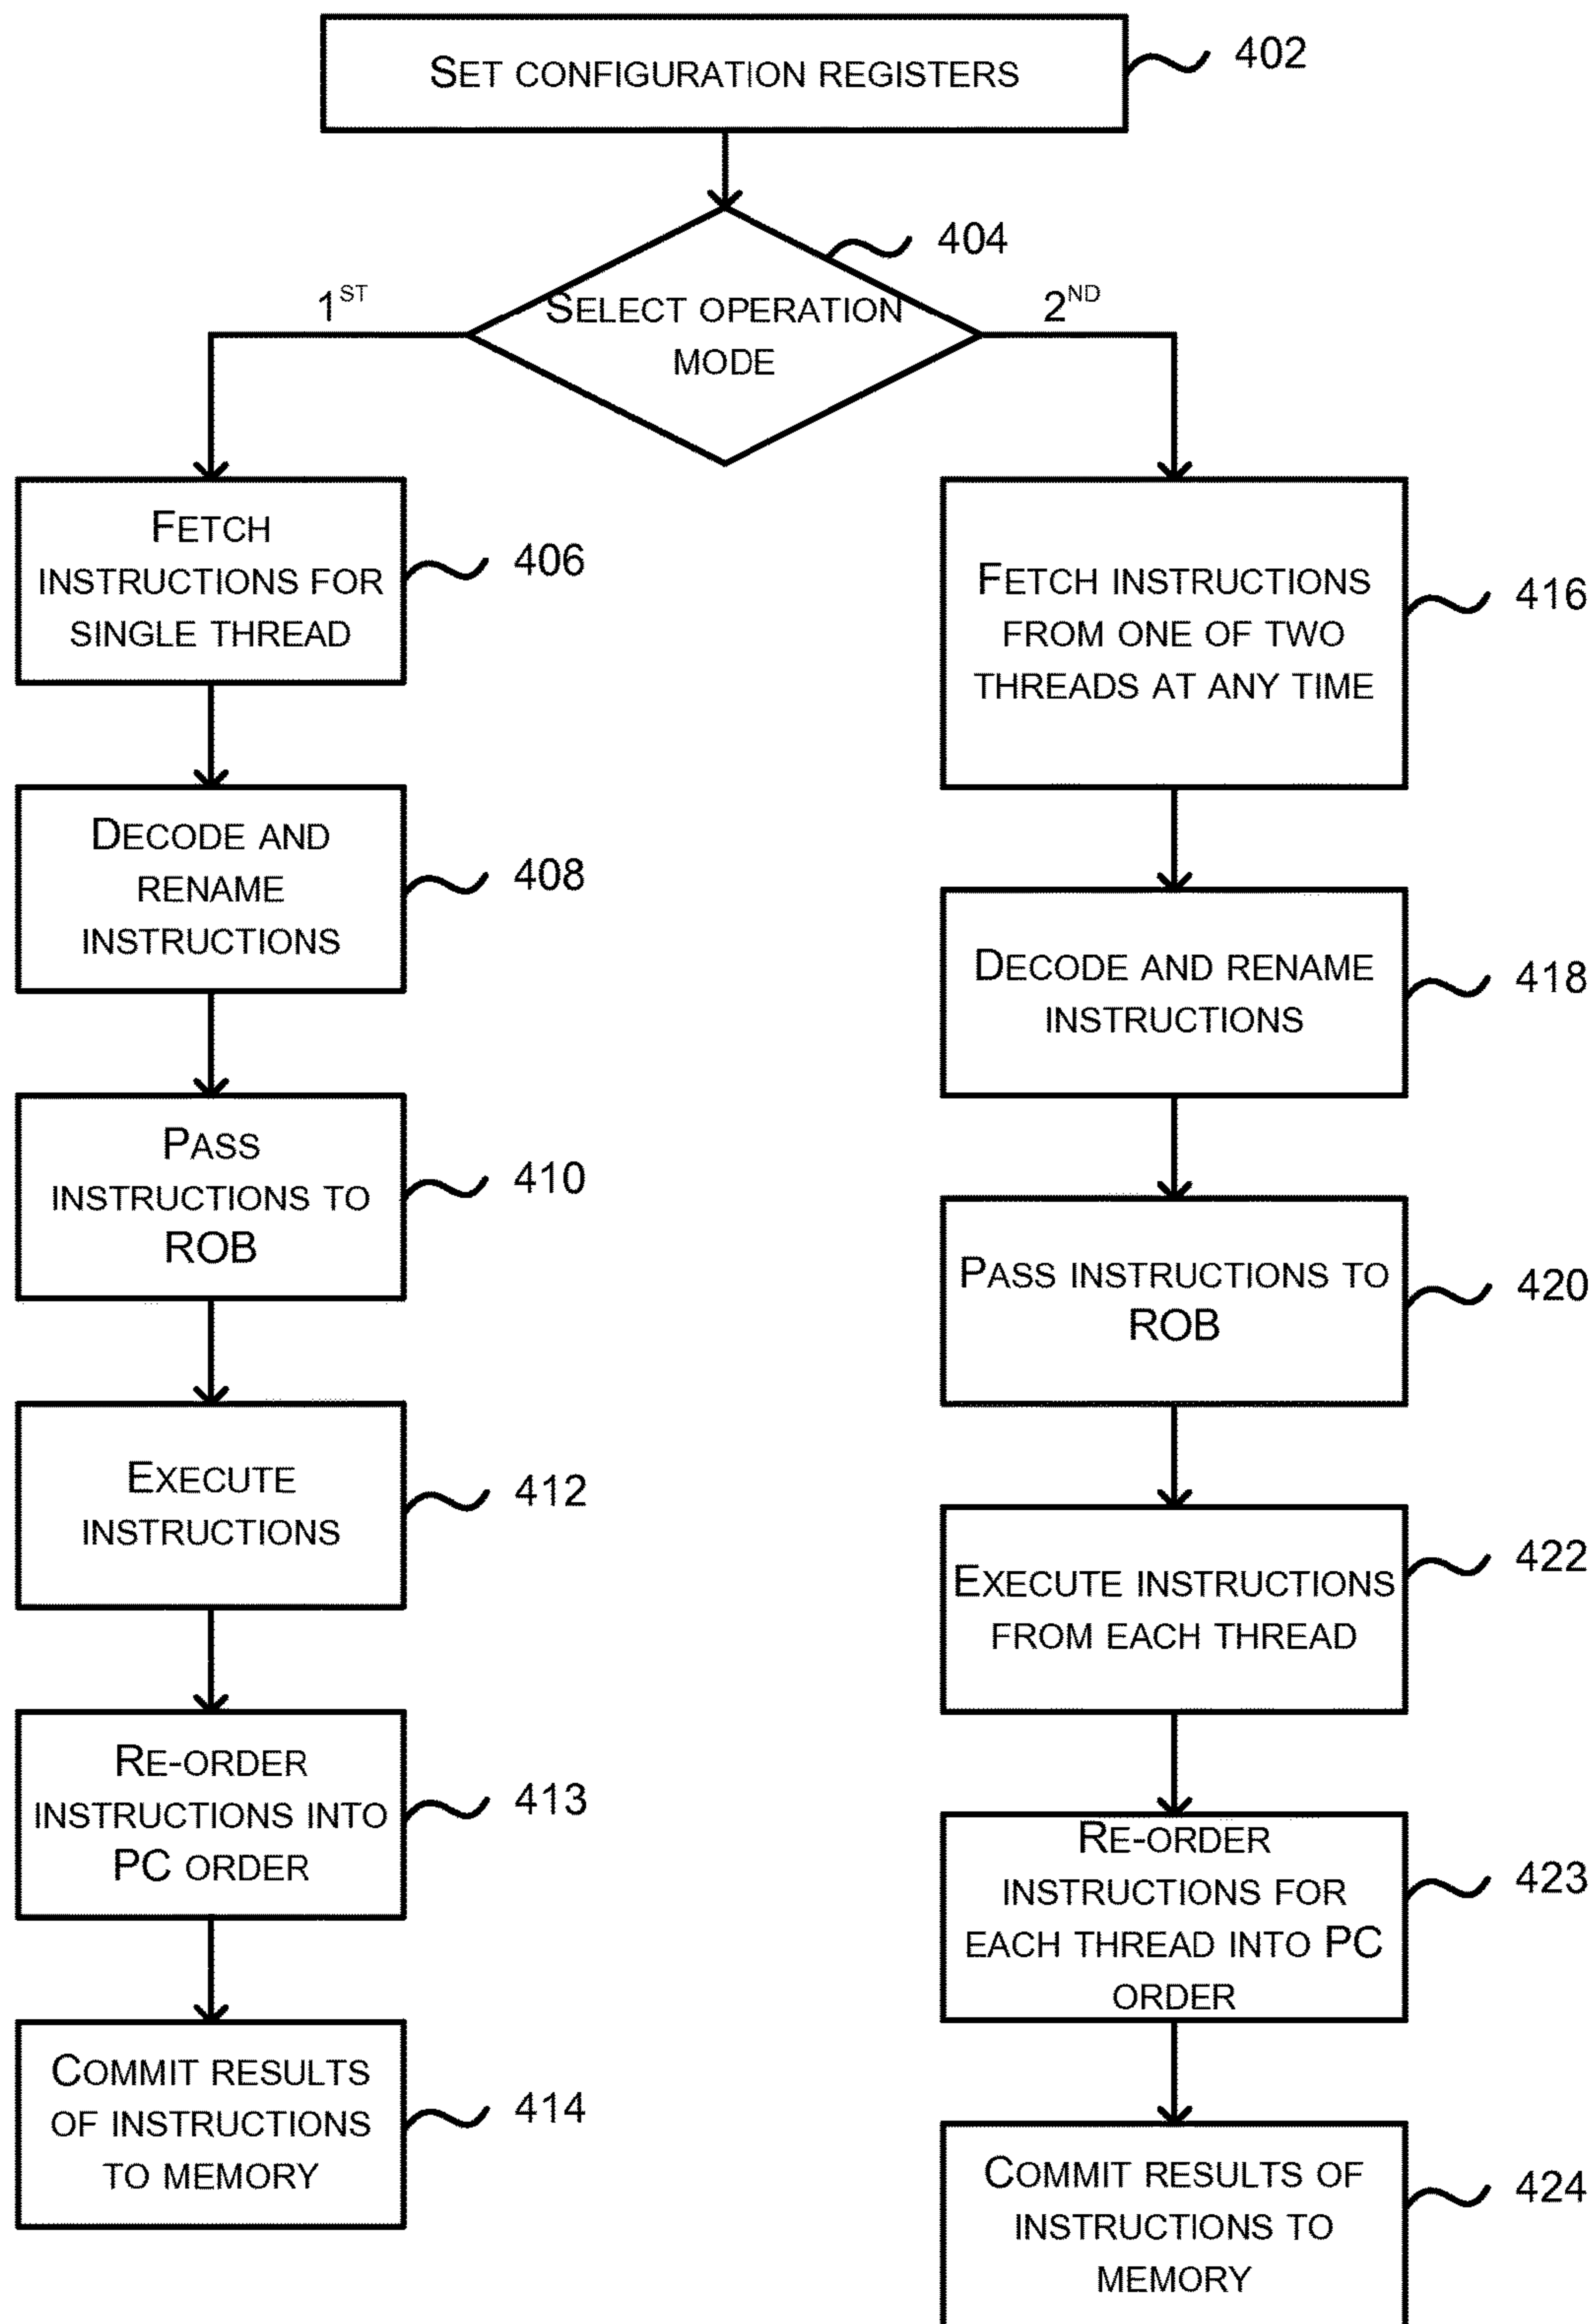 SET CONFIGURATION REGISTERS
402
404
1ST
2ND
SELECT OPERATION
MODE
FETCH
INSTRUCTIONS FOR
SINGLE THREAD
406
DECODE AND
RENAME
INSTRUCTIONS
408
PASS
INSTRUCTIONS TO
ROB
410
EXECUTE
INSTRUCTIONS
412
RE-ORDER
INSTRUCTIONS INTO
PC ORDER
413
COMMIT RESULTS
OF INSTRUCTIONS
TO MEMORY
414
FETCH INSTRUCTIONS
FROM ONE OF TWO
THREADS AT ANY TIME
416
DECODE AND RENAME
INSTRUCTIONS
418
PASS INSTRUCTIONS TO
ROB
420
EXECUTE INSTRUCTIONS
FROM EACH THREAD
422
RE-ORDER
INSTRUCTIONS FOR
EACH THREAD INTO PC
ORDER
423
COMMIT RESULTS OF
INSTRUCTIONS TO
MEMORY
424